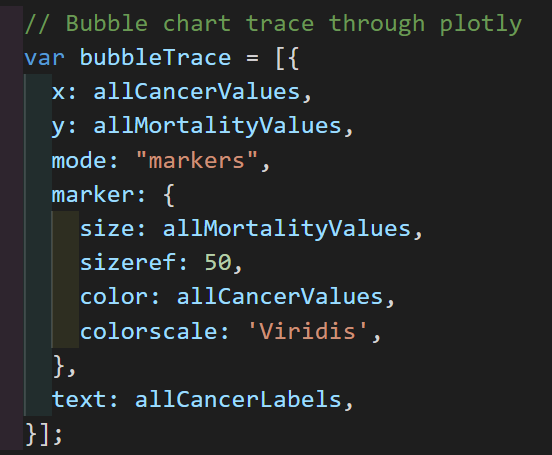 // Bubble chart trace through plotly
var bubbleTrace = [{
x: allCancerValues,
y: allMortalityValues,
mode: "markers",
marker: {
size: allMortalityValues,
sizeref: 50,
color: allCancerValues,
colorscale: 'Viridis',
},
text: allCancerLabels,
}];